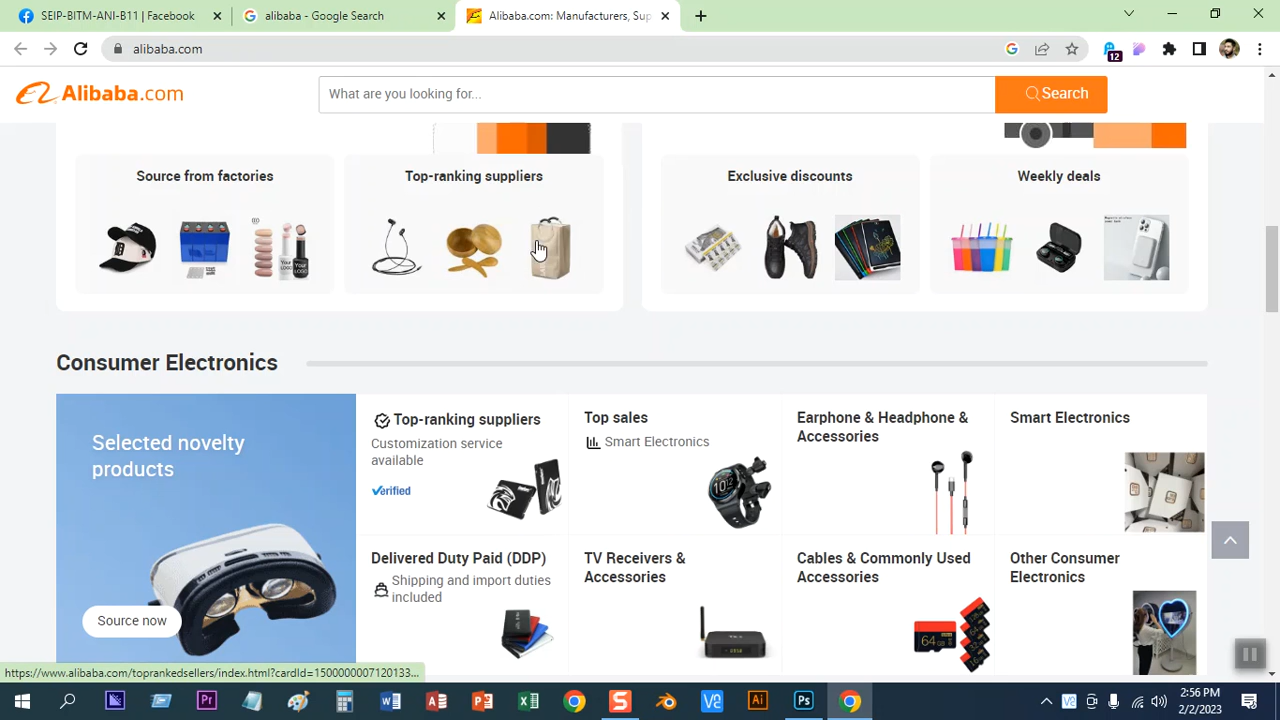 SEIP-BITM-ANI-B11 | Facebook
alibaba - Google Search
Alibaba.com: Manufacturers, Sup
alibaba.com
12
Alibaba.com
What are you looking for...
Search
Source from factories
Top-ranking suppliers
Exclusive discounts
Weekly deals
Consumer Electronics
Selected novelty
products
Source now
Top-ranking suppliers
Customization service
available
Verified
Top sales
Smart Electronics
Earphone & Headphone &
Accessories
Smart Electronics
Delivered Duty Paid (DDP)
Shipping and import duties
included
TV Receivers &
Accessories
Cables & Commonly Used
Accessories
64
Other Consumer
Electronics
https://www.alibaba.com/toprankedsellers/index.html?cardId=1500000007120133...
2:56 PM
2/2/2023